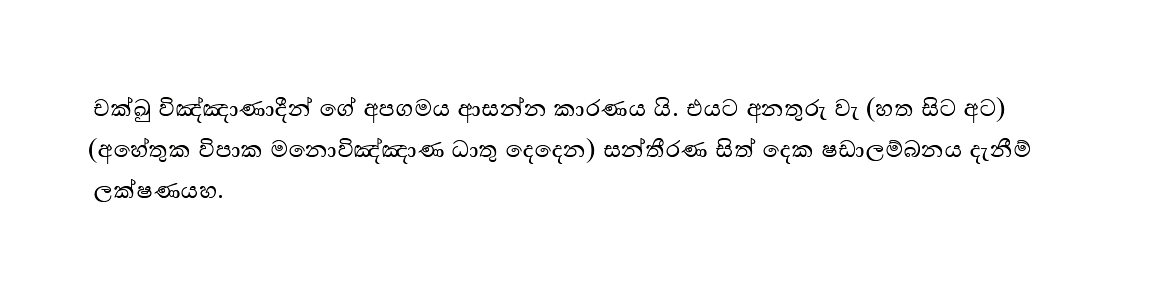 චක්ඛු විඤ්ඤාණාදීන් ගේ අපගමය ආසන්න කාරණය යි. එයට අනතුරු වැ (හත සිට අට)
(අහේතුක විපාක මනොවිඤ්ඤාණ ධාතු දෙදෙන) සන්තීරණ සිත් දෙක ෂඩාලම්බනය දැනීම්
ලක්ෂණයහ.